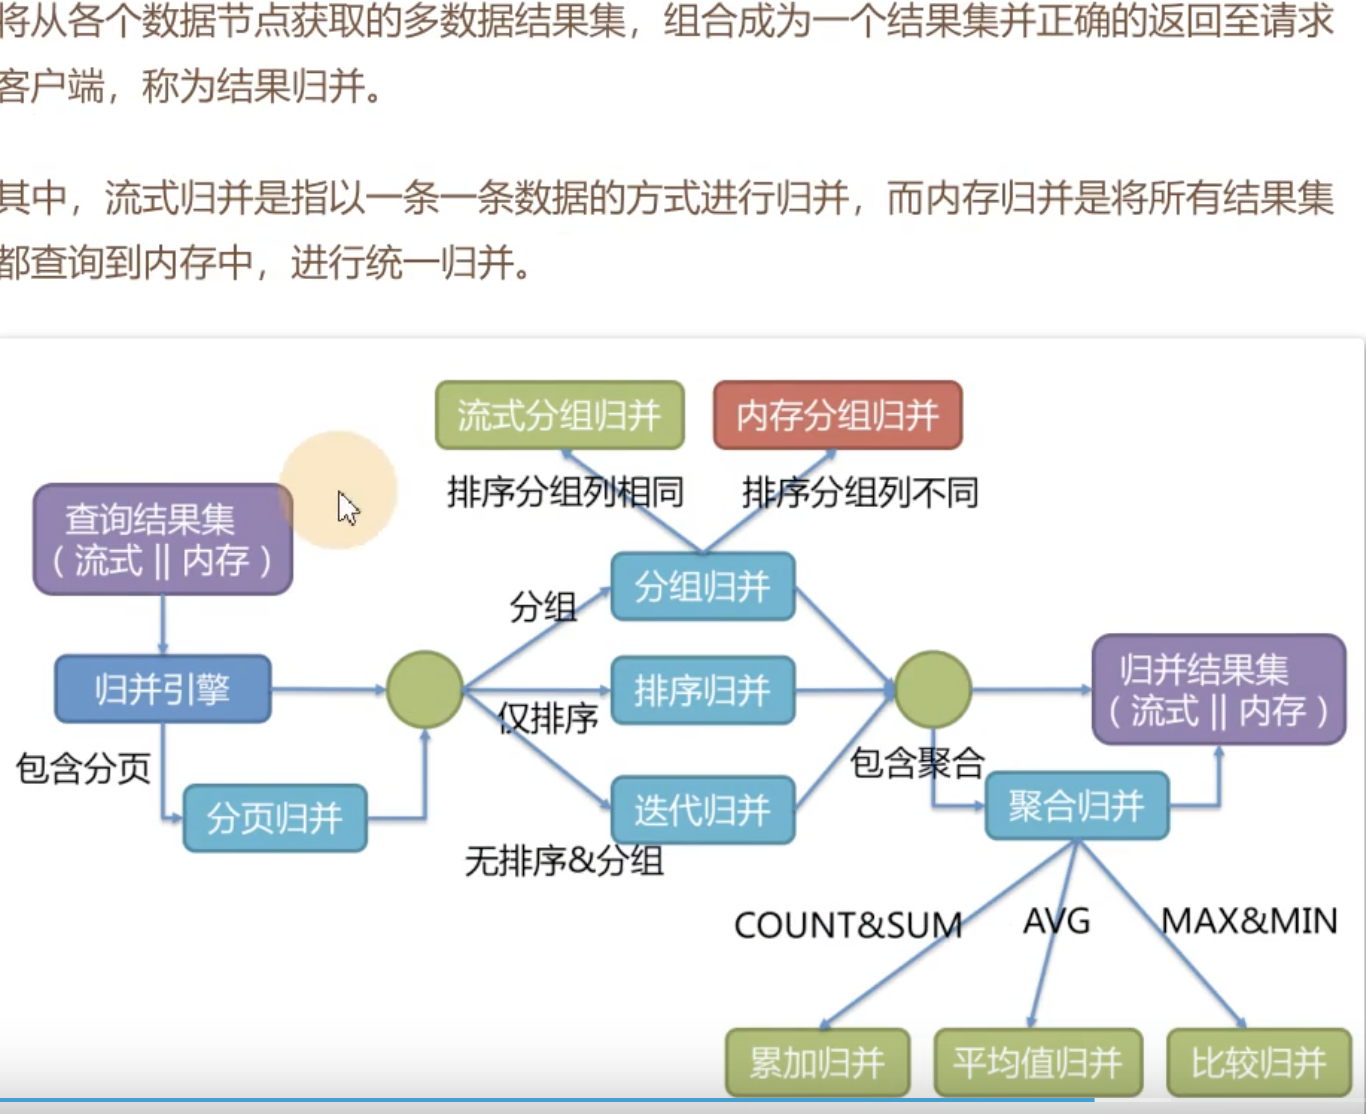 将从各个数据节点获取的多数据结果集，组合成为一个结果集并正确的返回至请求
客户端，称为结果归并。
其中，流式归并是指以一条一条数据的方式进行归并，而内存归并是将所有结果集
都查询到内存中，进行统一归并。
流式分组归并
内存分组归并
排序分组列相同
排序分组列不同
查询结果集
（ 流式 || 内存 ）
分组归并
分组
归并引擎
排序归并
仅排序
归并结果集
（ 流式 || 内存 ）
包含分页
包含聚合
分页归并
迭代归并
聚合归并
无排序&分组
COUNT&SUM
AVG
MAX&MIN
累加归并
平均值归并
比较归并